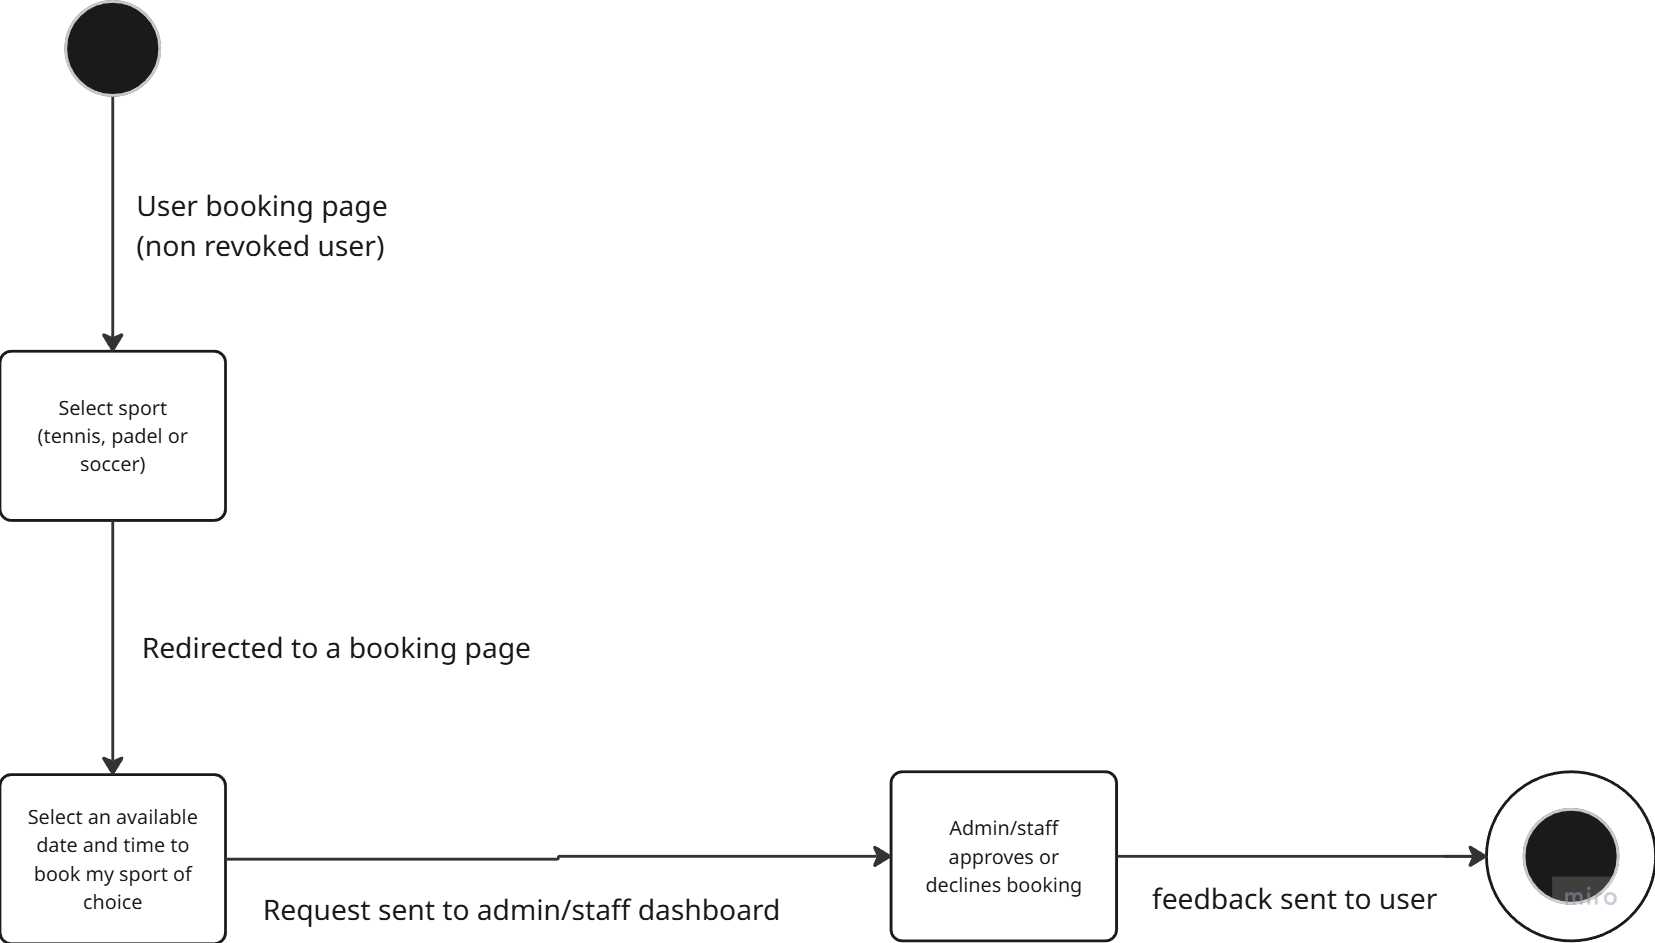 User booking page
(non revoked user)
Select sport
(tennis, padel or
soccer)
Redirected to a booking page
Select an available
date and time to
book my sport of
choice
Request sent to admin/staff dashboard
Admin/staff
approves or
declines booking
feedback sent to user
miro